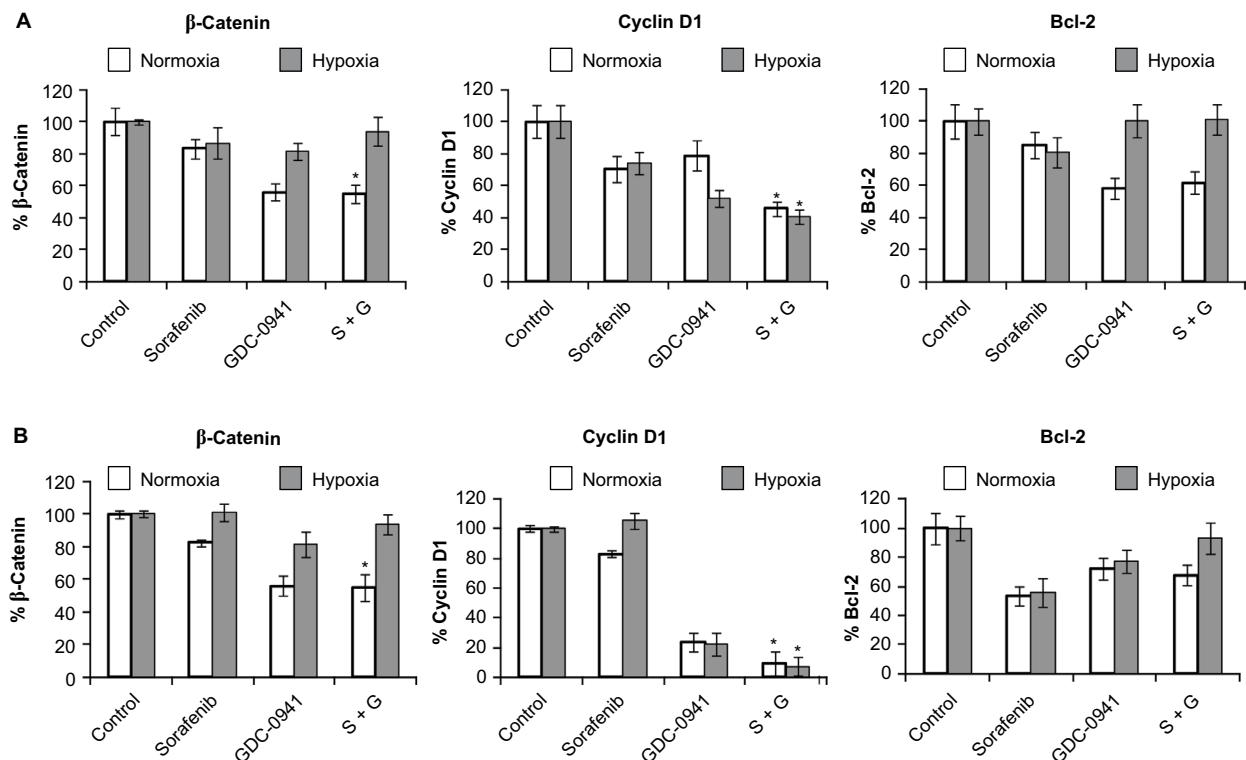 A
β-Catenin
Normoxia Hypoxia
% β-Catenin
120
100
80
60
40
20
0
*
Control
Sorafenib
GDC-0941
S + G
Cyclin D1
Normoxia Hypoxia
% Cyclin D1
120
100
80
60
40
20
0
* *
Control
Sorafenib
GDC-0941
S + G
Bcl-2
Normoxia Hypoxia
% Bcl-2
120
100
80
60
40
20
0
Control
Sorafenib
GDC-0941
S + G
B
β-Catenin
Normoxia Hypoxia
% β-Catenin
120
100
80
60
40
20
0
*
Control
Sorafenib
GDC-0941
S + G
Cyclin D1
Normoxia Hypoxia
% Cyclin D1
120
100
80
60
40
20
0
* *
Control
Sorafenib
GDC-0941
S + G
Bcl-2
Normoxia Hypoxia
% Bcl-2
120
100
80
60
40
20
0
Control
Sorafenib
GDC-0941
S + G